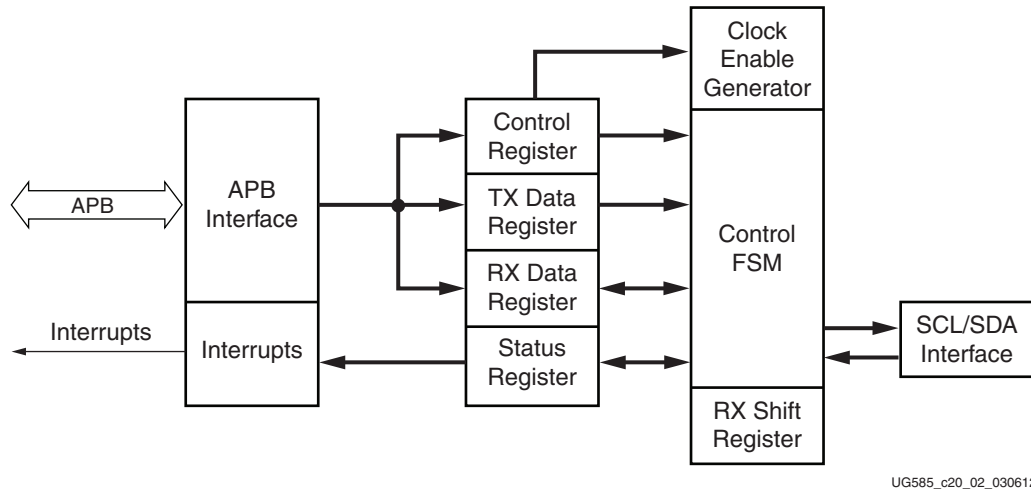 Clock
Enable
Generator
Control
Register
APB
Interface
APB
TX Data
Register
Control
FSM
RX Data
Register
Interrupts
Interrupts
Status
Register
SCL/SDA
Interface
RX Shift
Register
UG585_c20_02_030612